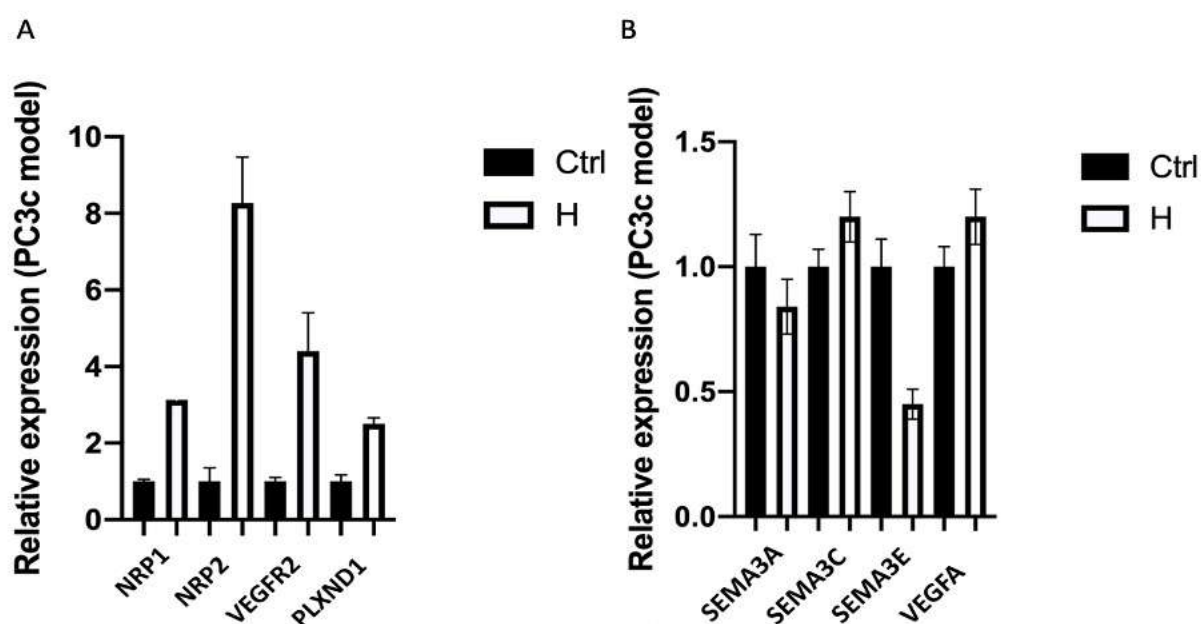 A
Relative expression (PC3c model)
10
8
6
4
2
0
NRP1
NRP2
VEGFR2
PLXND1
Ctrl
H
B
Relative expression (PC3c model)
1.5
1.0
0.5
0.0
SEMA3A
SEMA3C
SEMA3E
VEGFA
Ctrl
H